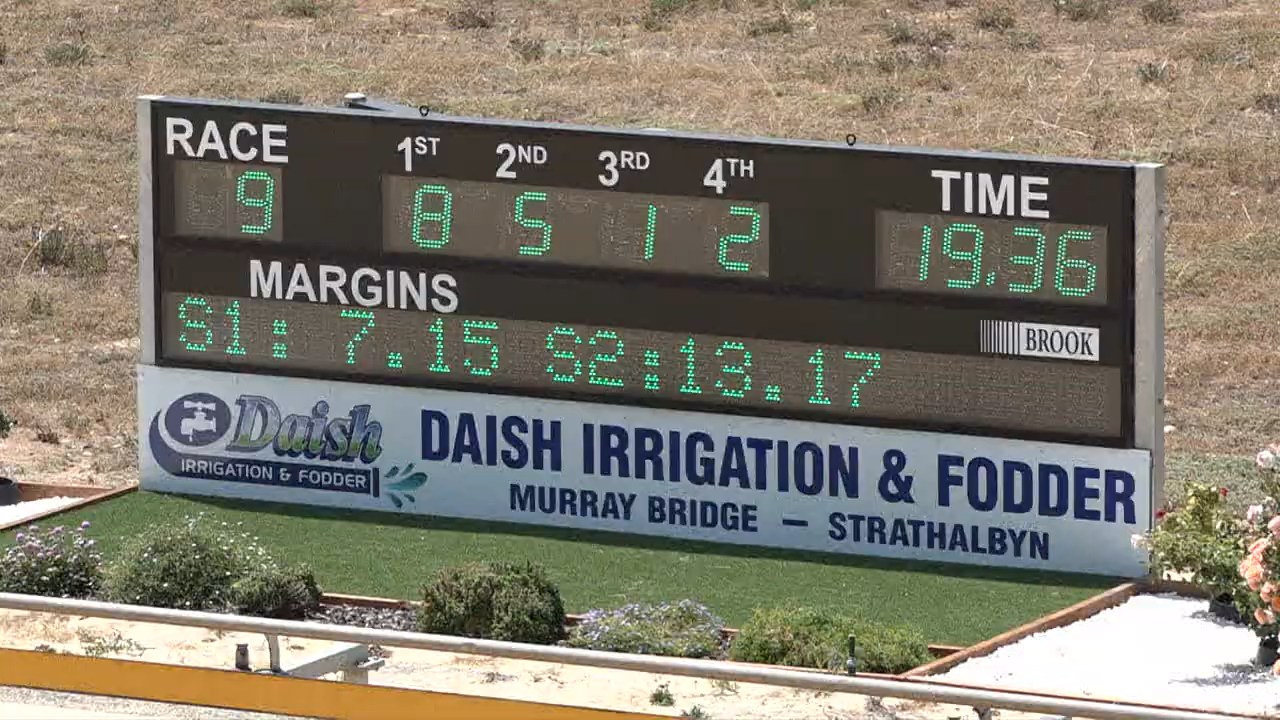 RACE 1ST 2ND 3RD 4TH TIME
9 8 5 1 2 19.36
MARGINS
S1: 7.15 S2:13.17
BROOK
Daish
IRRIGATION & FODDER
DAISH IRRIGATION & FODDER
MURRAY BRIDGE – STRATHALBYN